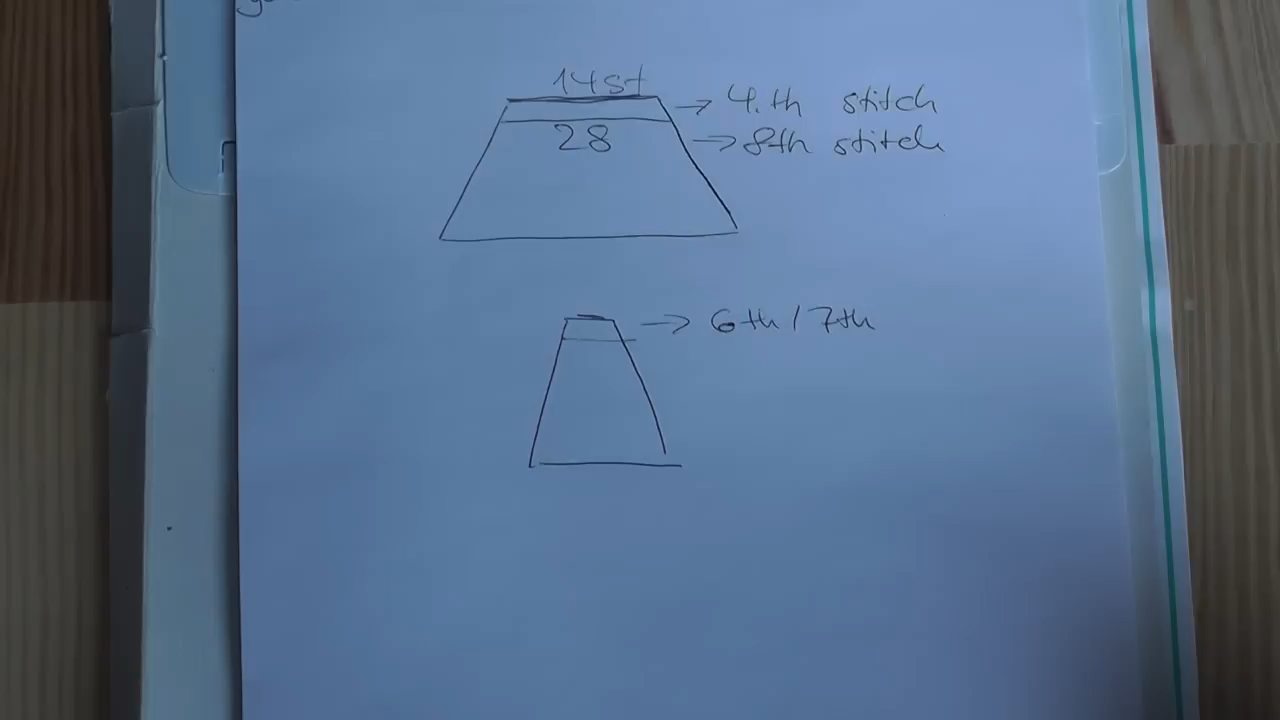 14st
→ 4.th stitch
28
→ 8th stitch
→ 6th / 7th